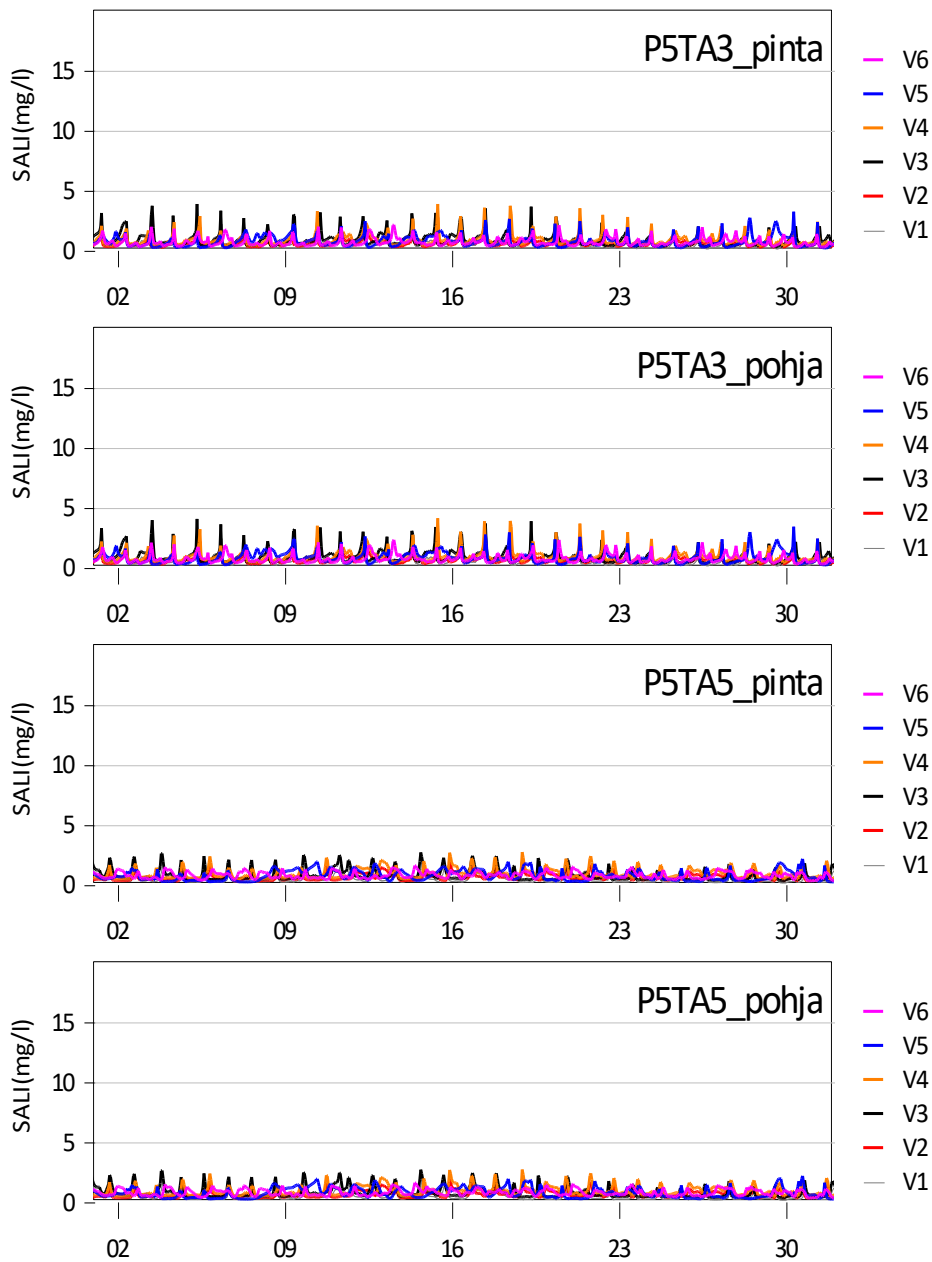 P5TA3_pinta
SALI(mg/l)
15
10
5
0
02 09 16 23 30
V6
V5
V4
V3
V2
V1
P5TA3_pohja
SALI(mg/l)
15
10
5
0
02 09 16 23 30
V6
V5
V4
V3
V2
V1
P5TA5_pinta
SALI(mg/l)
15
10
5
0
02 09 16 23 30
V6
V5
V4
V3
V2
V1
P5TA5_pohja
SALI(mg/l)
15
10
5
0
02 09 16 23 30
V6
V5
V4
V3
V2
V1